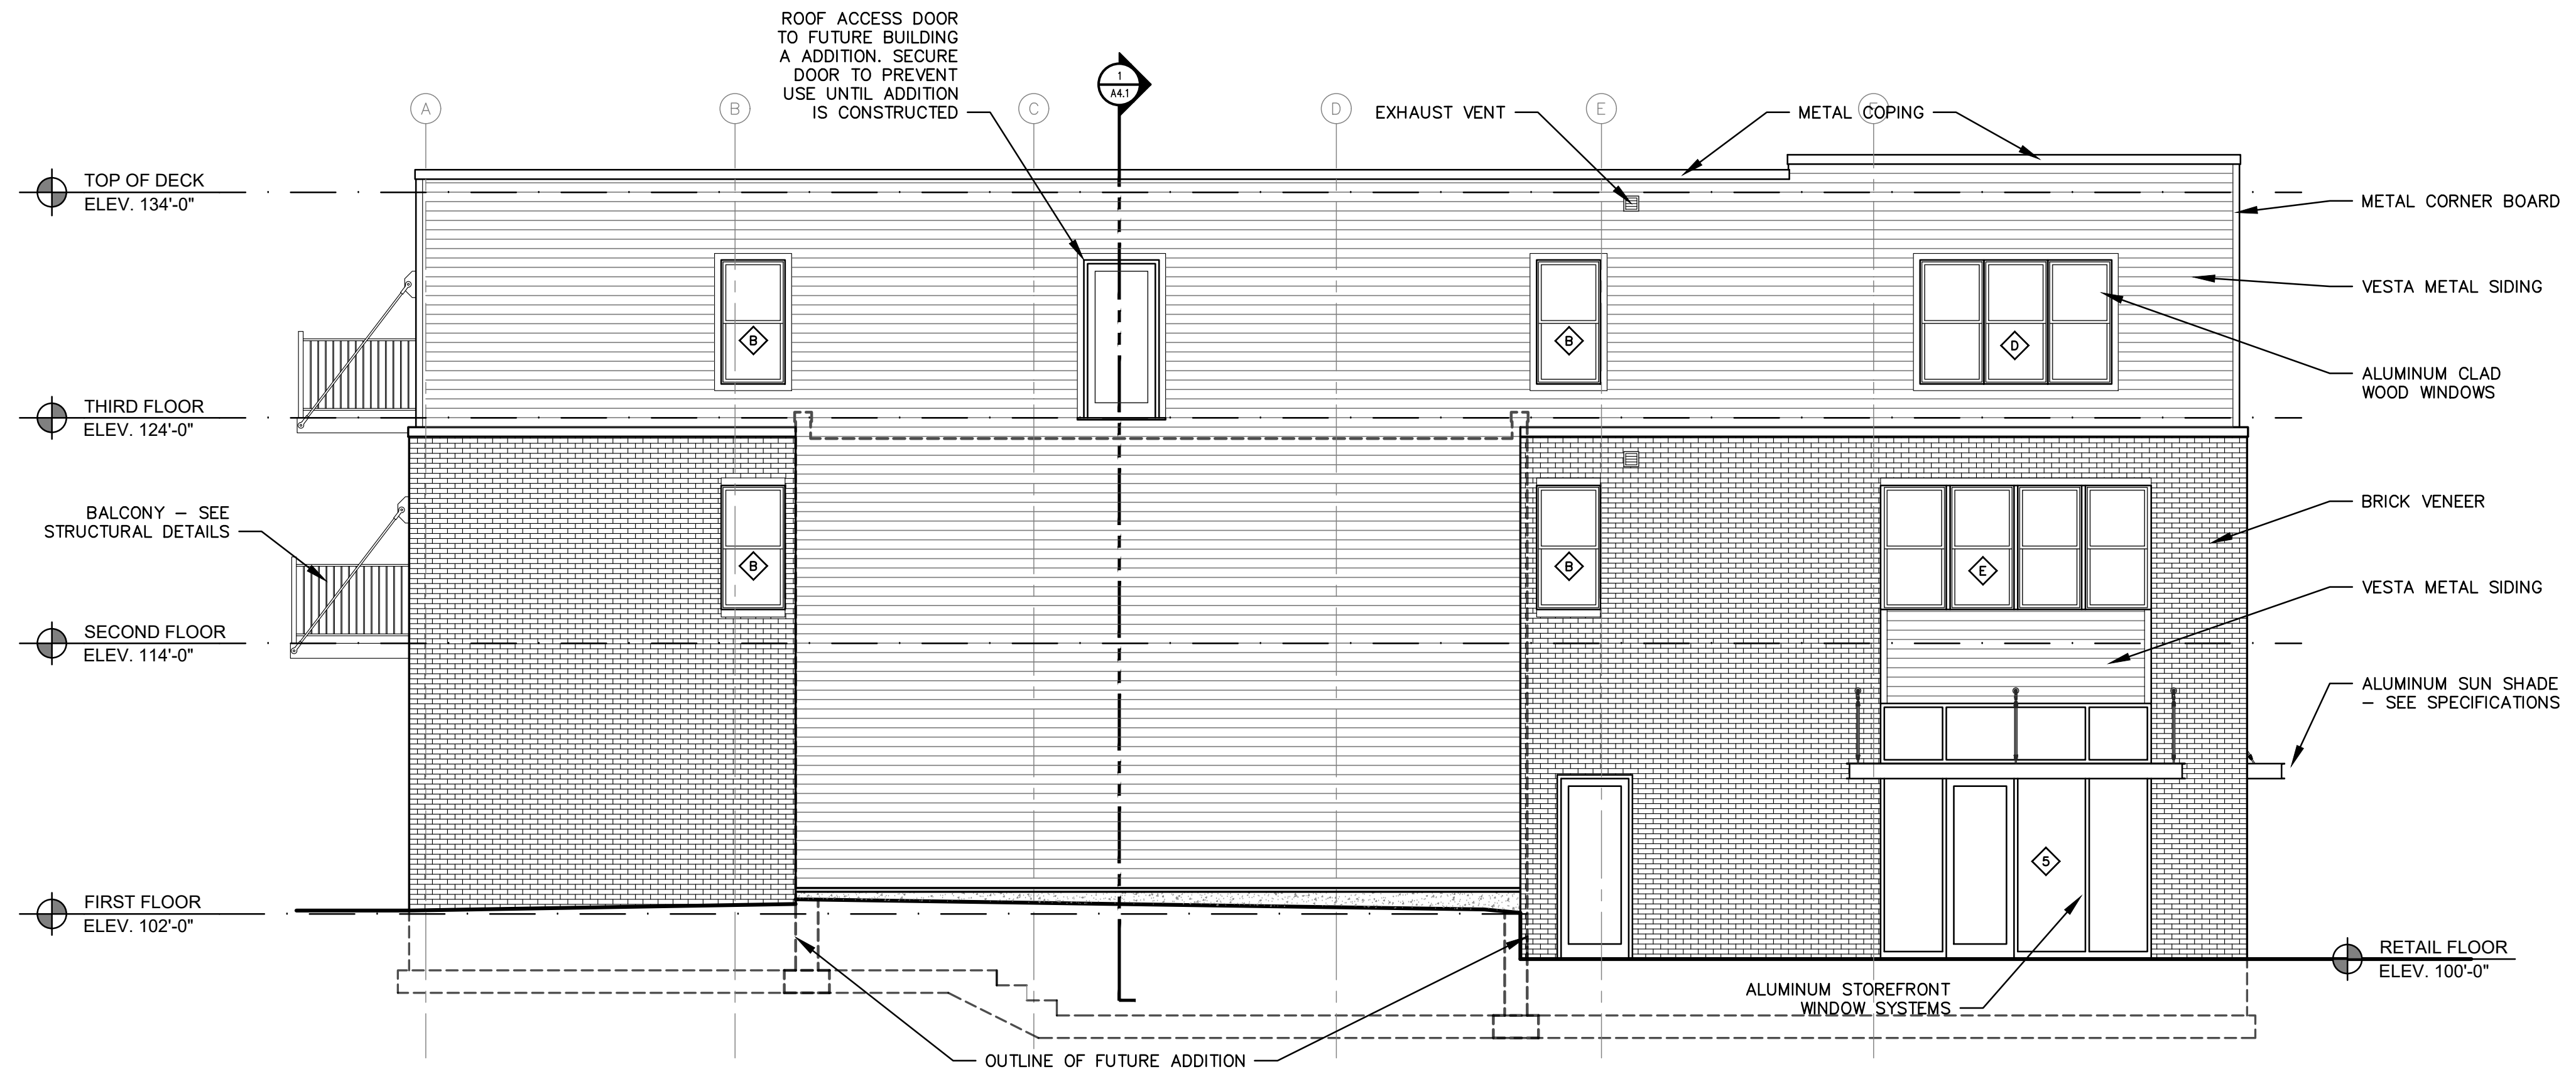 ROOF ACCESS DOOR
TO FUTURE BUILDING
A ADDITION. SECURE
DOOR TO PREVENT
USE UNTIL ADDITION
IS CONSTRUCTED
1
A4.1
A
B
C
D
E
F
EXHAUST VENT
METAL COPING
TOP OF DECK
ELEV. 134'-0"
METAL CORNER BOARD
VESTA METAL SIDING
B
B
D
ALUMINUM CLAD
WOOD WINDOWS
THIRD FLOOR
ELEV. 124'-0"
BALCONY – SEE
STRUCTURAL DETAILS
BRICK VENEER
B
B
E
VESTA METAL SIDING
SECOND FLOOR
ELEV. 114'-0"
ALUMINUM SUN SHADE
– SEE SPECIFICATIONS
5
FIRST FLOOR
ELEV. 102'-0"
RETAIL FLOOR
ELEV. 100'-0"
ALUMINUM STOREFRONT
WINDOW SYSTEMS
OUTLINE OF FUTURE ADDITION